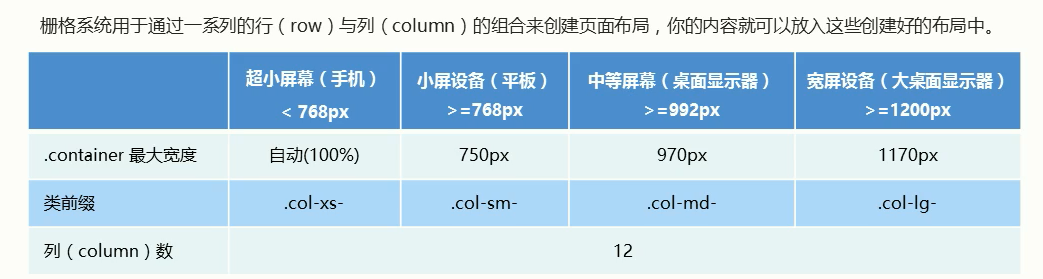 栅格系统用于通过一系列的行（row）与列（column）的组合来创建页面布局，你的内容就可以放入这些创建好的布局中。
超小屏幕（手机） 小屏设备（平板） 中等屏幕（桌面显示器） 宽屏设备（大桌面显示器）
< 768px >=768px >=992px >=1200px
.container 最大宽度 自动(100%) 750px 970px 1170px
类前缀 .col-xs- .col-sm- .col-md- .col-lg-
列（column）数 12